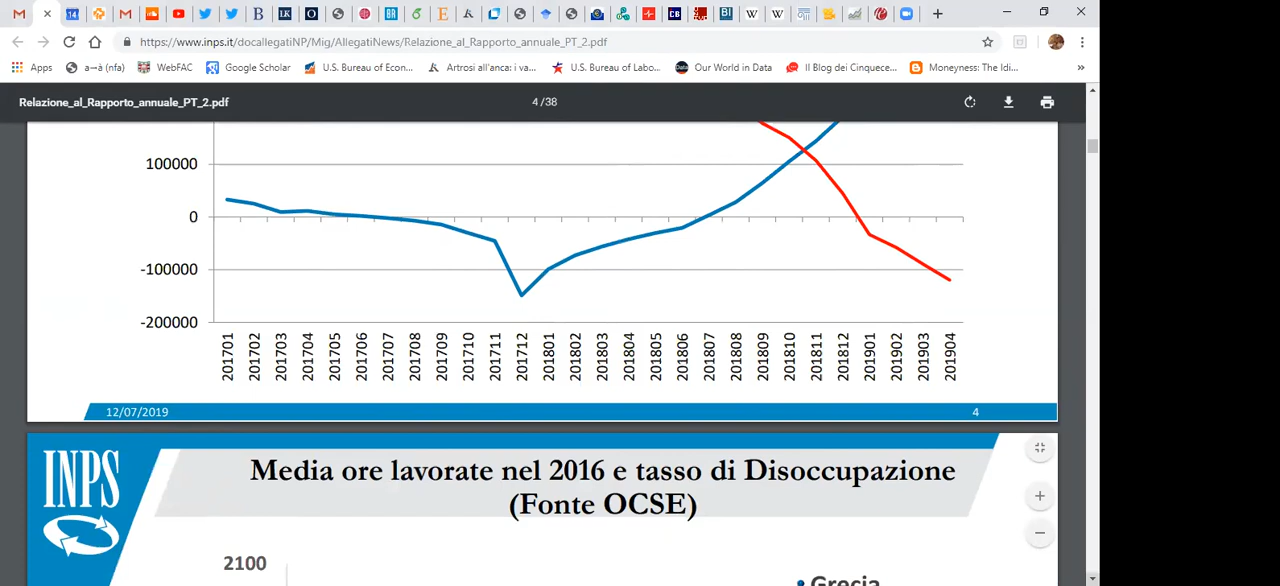 https://www.inps.it/docallegatiNP/Mig/AllegatiNews/Relazione_al_Rapporto_annuale_PT_2.pdf
Apps a→à (nfa) WebFAC Google Scholar U.S. Bureau of Econ... Artrosi all'anca: i va... U.S. Bureau of Labo... Our World in Data Il Blog dei Cinquece... Moneyness: The Idi... »
Relazione_al_Rapporto_annuale_PT_2.pdf 4 / 38
100000
0
-100000
-200000
201701 201702 201703 201704 201705 201706 201707 201708 201709 201710 201711 201712 201801 201802 201803 201804 201805 201806 201807 201808 201809 201810 201811 201812 201901 201902 201903 201904
12/07/2019 4
INPS
Media ore lavorate nel 2016 e tasso di Disoccupazione
(Fonte OCSE)
2100
Grecia